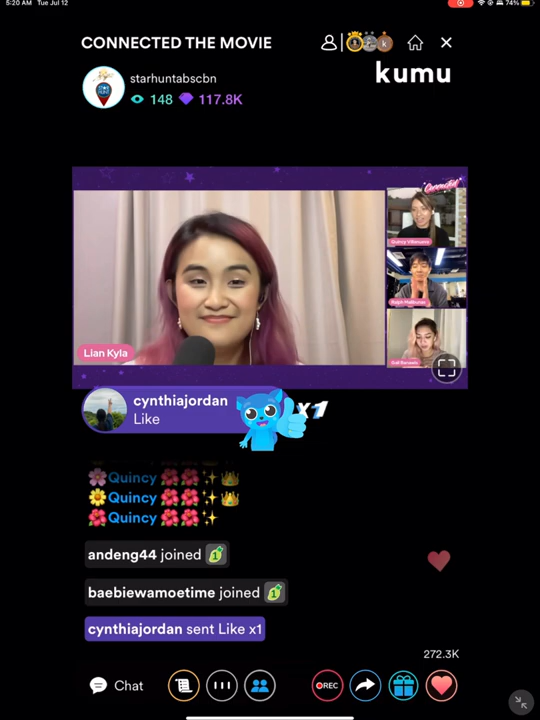 5:20 AM Tue Jul 12
74%
CONNECTED THE MOVIE
kumu
starhuntabscbn
148 117.8K
Connected
Quincy Villanueva
Ralph Malibunas
Lian Kyla
cynthiajordan
Like
x1
Quincy
Quincy
Quincy
andeng44 joined 1
baebiewamoetime joined 1
cynthiajordan sent Like x1
272.3K
Chat
REC